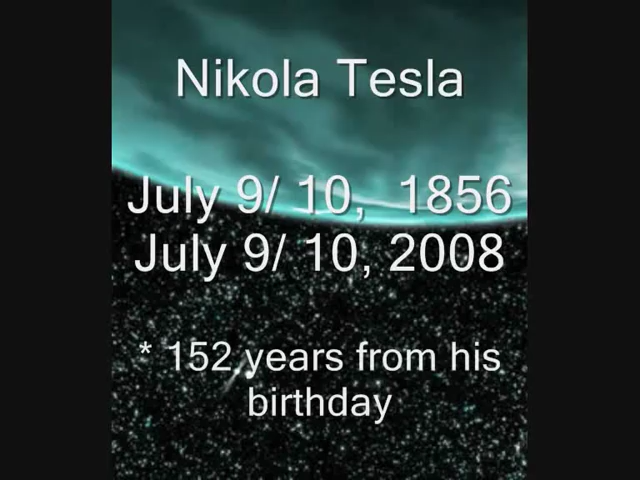 Nikola Tesla
July 9/ 10,  1856
July 9/ 10, 2008
* 152 years from his
birthday